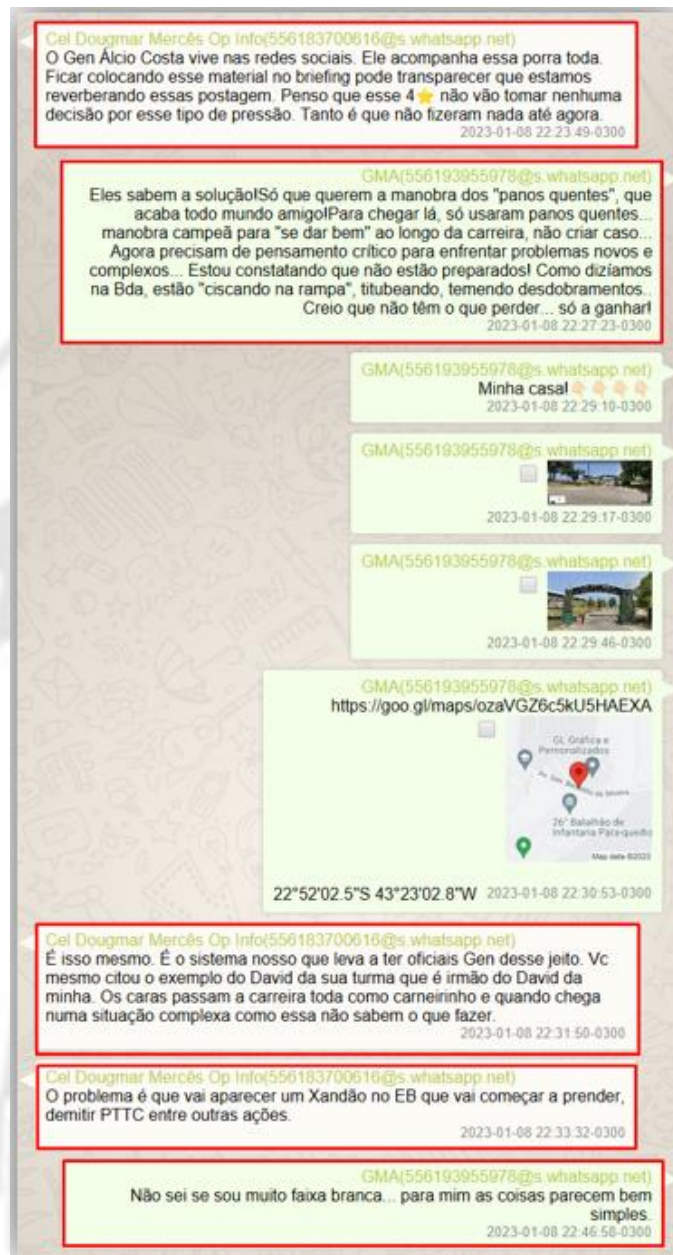 Cel Dougmar Mercês Op Info(556183700616@s.whatsapp.net)
O Gen Álcio Costa vive nas redes sociais. Ele acompanha essa porra toda.
Ficar colocando esse material no briefing pode transparecer que estamos
reverberando essas postagem. Penso que esse 4⭐ não vão tomar nenhuma
decisão por esse tipo de pressão. Tanto é que não fizeram nada até agora.
2023-01-08 22:23:49-0300
GMA(556193955978@s.whatsapp.net)
Eles sabem a solução!Só que querem a manobra dos "panos quentes", que
acaba todo mundo amigo!Para chegar lá, só usaram panos quentes...
manobra campeã para "se dar bem" ao longo da carreira, não criar caso...
Agora precisam de pensamento crítico para enfrentar problemas novos e
complexos... Estou constatando que não estão preparados! Como dizíamos
na Bda, estão "ciscando na rampa", titubeando, temendo desdobramentos..
Creio que não têm o que perder... só a ganhar!
2023-01-08 22:27:23-0300
GMA(556193955978@s.whatsapp.net)
Minha casa!👇🏻👇🏻👇🏻👇🏻
2023-01-08 22:29:10-0300
GMA(556193955978@s.whatsapp.net)
2023-01-08 22:29:17-0300
GMA(556193955978@s.whatsapp.net)
2023-01-08 22:29:46-0300
GMA(556193955978@s.whatsapp.net)
https://goo.gl/maps/ozaVGZ6c5kU5HAEXA
GL Gráfica e
Personalizados
26° Batalhão de
Infantaria Para-quedis
Map data ©2023
22°52'02.5"S 43°23'02.8"W 2023-01-08 22:30:53-0300
Cel Dougmar Mercês Op Info(556183700616@s.whatsapp.net)
É isso mesmo. É o sistema nosso que leva a ter oficiais Gen desse jeito. Vc
mesmo citou o exemplo do David da sua turma que é irmão do David da
minha. Os caras passam a carreira toda como carneirinho e quando chega
numa situação complexa como essa não sabem o que fazer.
2023-01-08 22:31:50-0300
Cel Dougmar Mercês Op Info(556183700616@s.whatsapp.net)
O problema é que vai aparecer um Xandão no EB que vai começar a prender,
demitir PTTC entre outras ações.
2023-01-08 22:33:32-0300
GMA(556193955978@s.whatsapp.net)
Não sei se sou muito faixa branca... para mim as coisas parecem bem
simples.
2023-01-08 22:46:58-0300